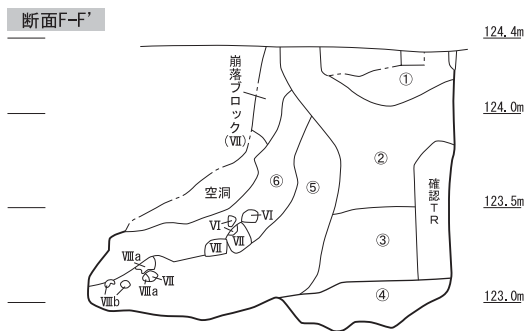 断面F-F’
124.4m
124.0m
123.5m
123.0m
崩落ブロック
(Ⅶ)
空洞
①
②
③
④
⑤
⑥
確認TR
Ⅵ
Ⅵ
Ⅶ
Ⅶ
Ⅷa
Ⅶ
Ⅷa
Ⅷb